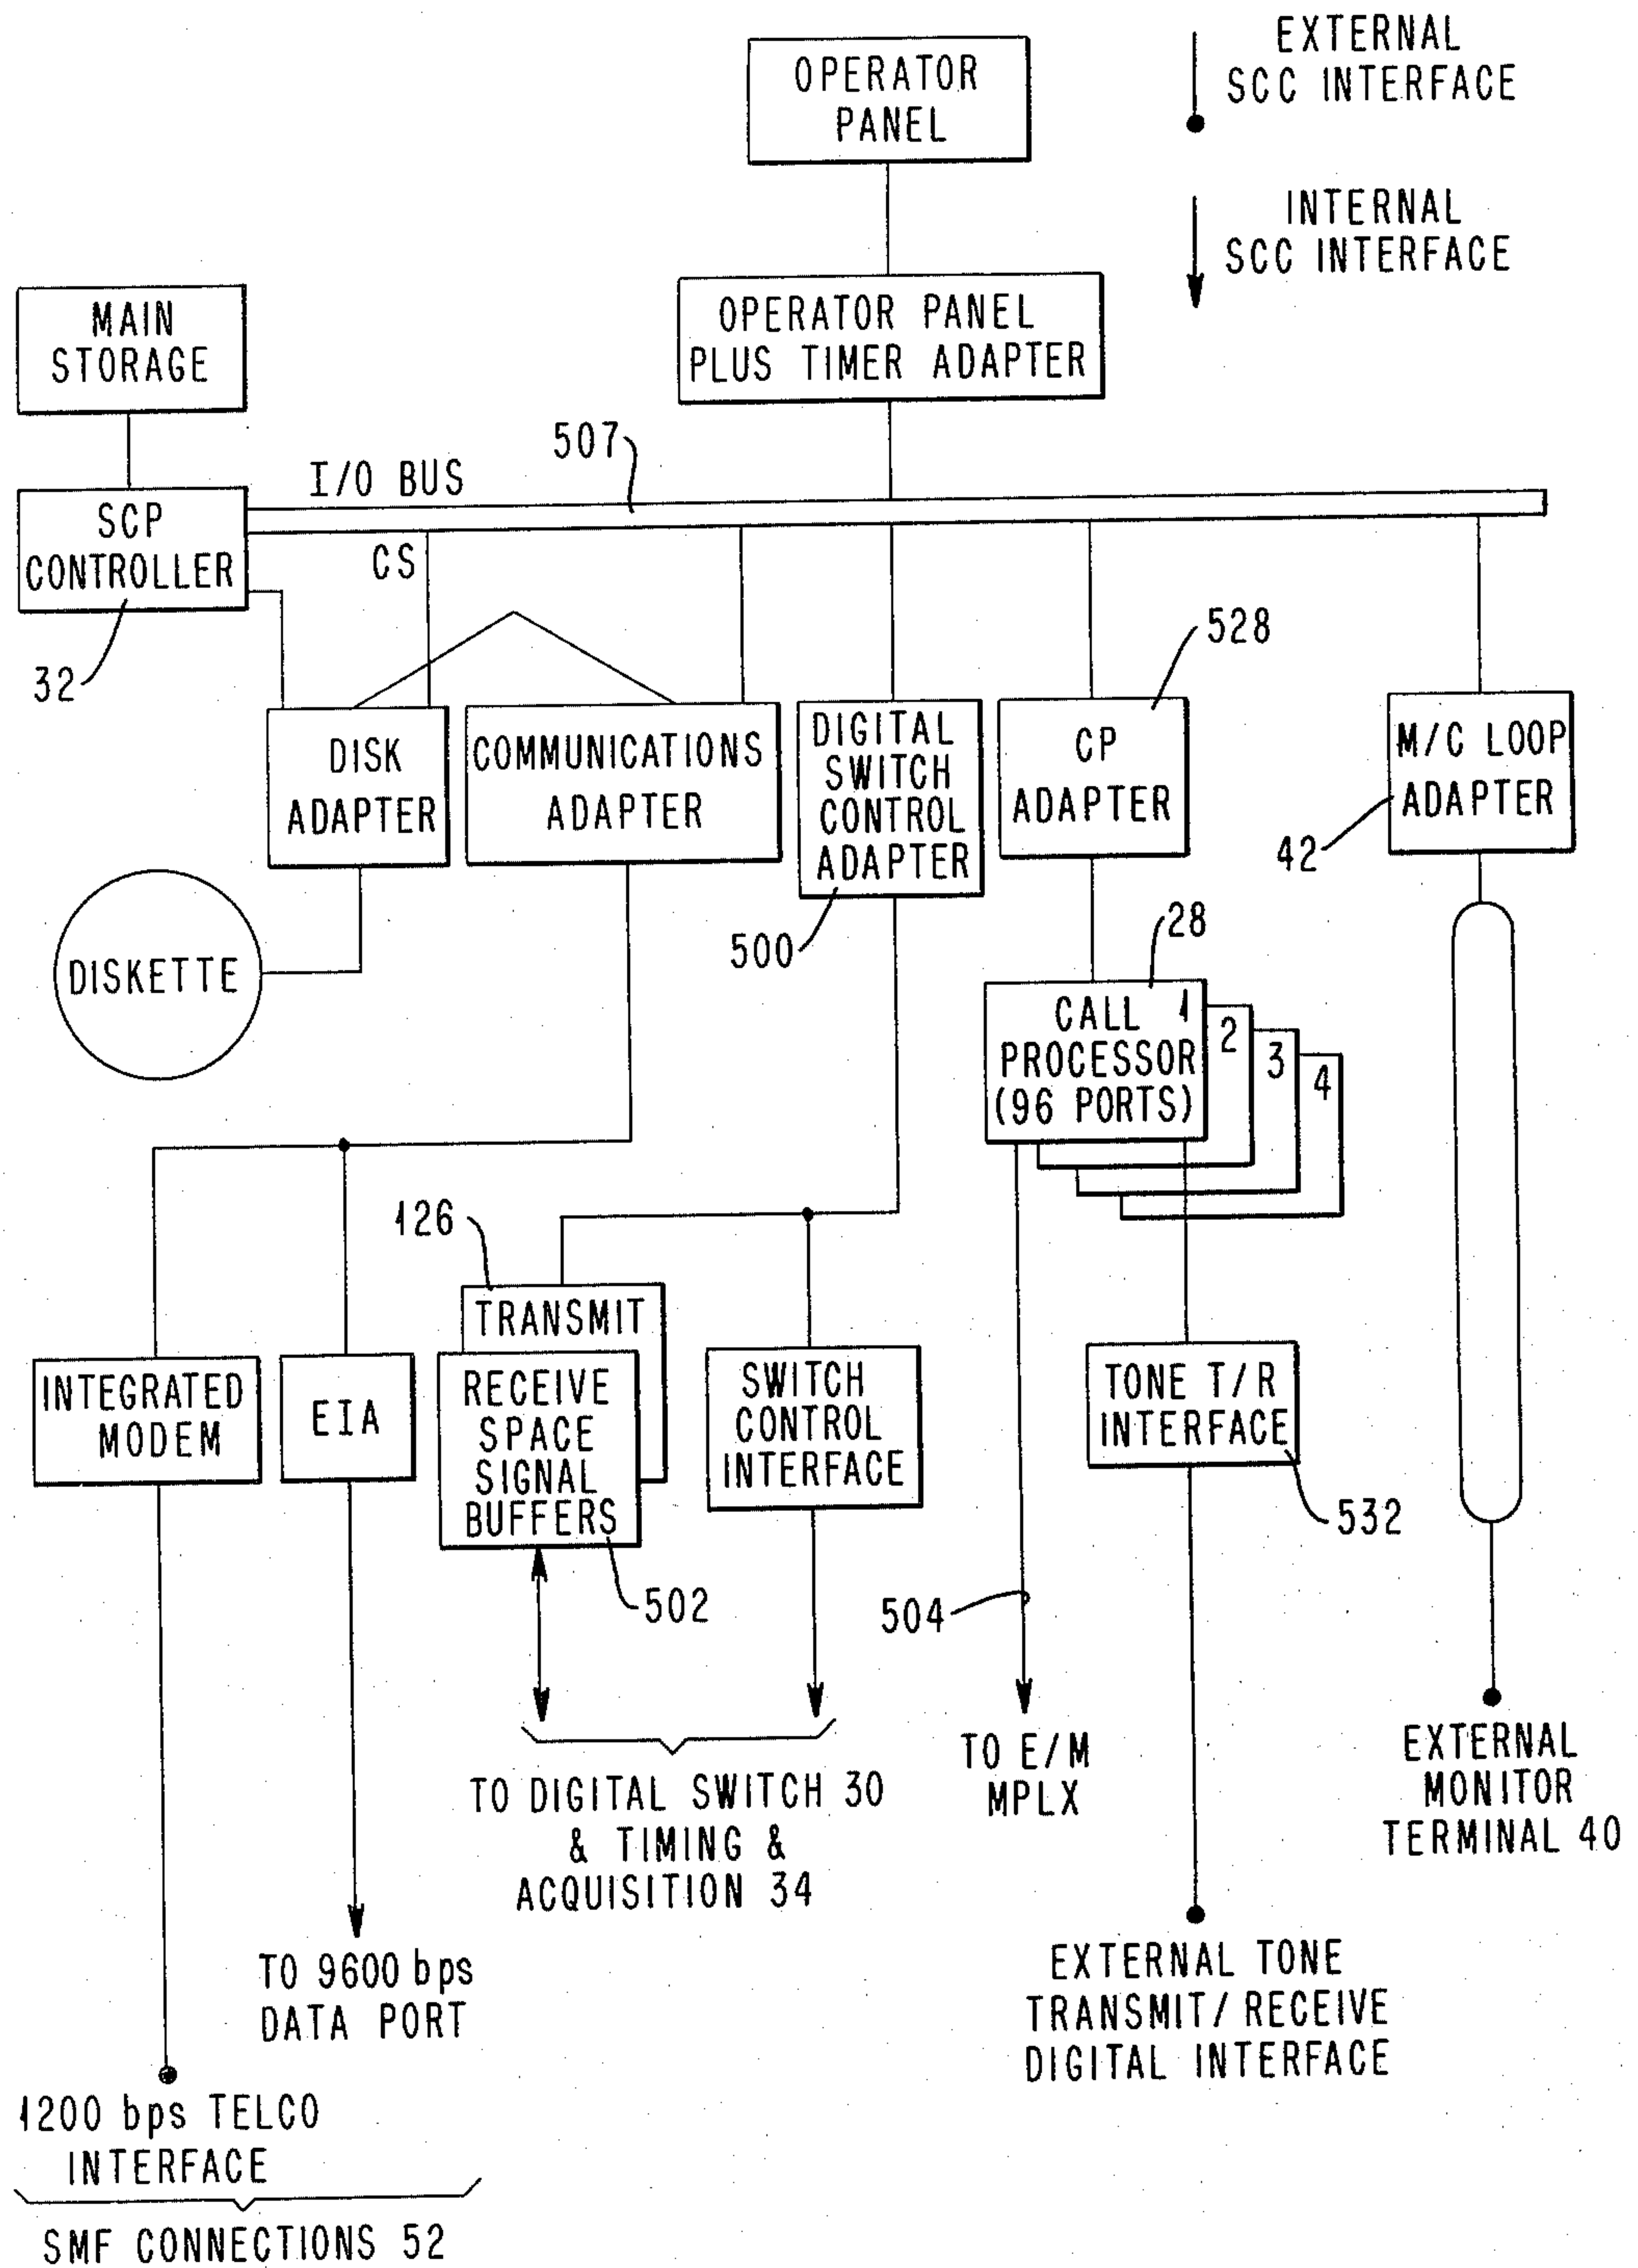 OPERATOR
PANEL
EXTERNAL
SCC INTERFACE
INTERNAL
SCC INTERFACE
MAIN
STORAGE
OPERATOR PANEL
PLUS TIMER ADAPTER
507
I/O BUS
SCP
CONTROLLER
CS
32
528
DISK
ADAPTER
COMMUNICATIONS
ADAPTER
DIGITAL
SWITCH
CONTROL
ADAPTER
CP
ADAPTER
M/C LOOP
ADAPTER
42
500
28
DISKETTE
CALL 1
PROCESSOR
(96 PORTS)
2
3
4
126
TRANSMIT
INTEGRATED
MODEM
EIA
RECEIVE
SPACE
SIGNAL
BUFFERS
SWITCH
CONTROL
INTERFACE
TONE T/R
INTERFACE
532
502
504
TO DIGITAL SWITCH 30
& TIMING &
ACQUISITION 34
TO E/M
MPLX
EXTERNAL
MONITOR
TERMINAL 40
TO 9600 bps
DATA PORT
EXTERNAL TONE
TRANSMIT/RECEIVE
DIGITAL INTERFACE
1200 bps TELCO
INTERFACE
SMF CONNECTIONS 52